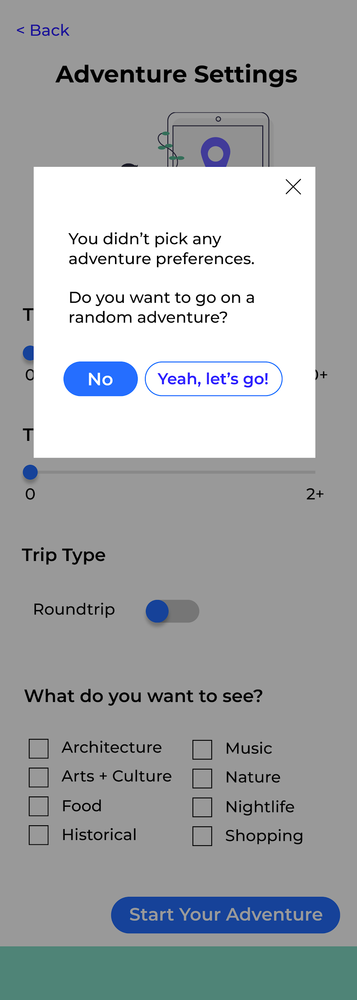 < Back
Adventure Settings
You didn’t pick any
adventure preferences.
Do you want to go on a
random adventure?
No
Yeah, let’s go!
0
0+
0
2+
Trip Type
Roundtrip
What do you want to see?
Architecture
Music
Arts + Culture
Nature
Food
Nightlife
Historical
Shopping
Start Your Adventure